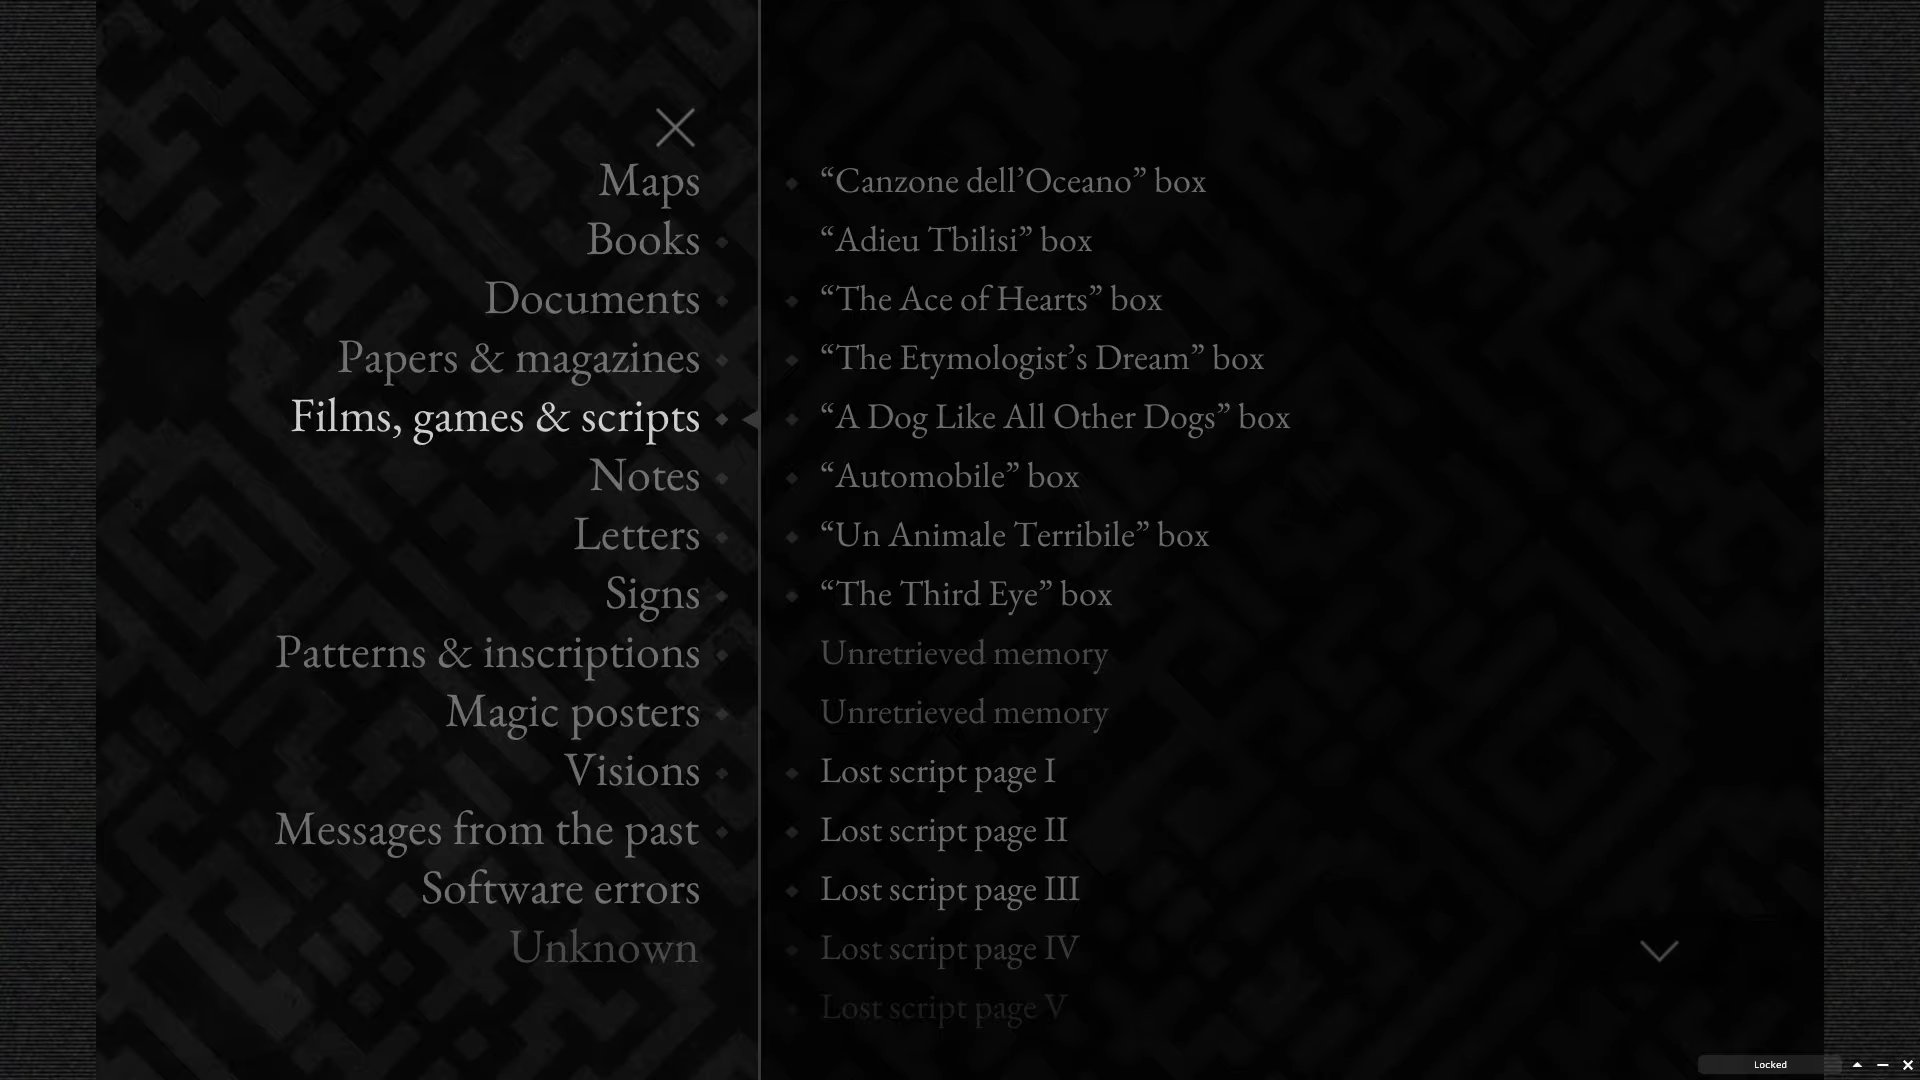 Maps
Books
Documents
Papers & magazines
Films, games & scripts
Notes
Letters
Signs
Patterns & inscriptions
Magic posters
Visions
Messages from the past
Software errors
Unknown
“Canzone dell’Oceano” box
“Adieu Tbilisi” box
“The Ace of Hearts” box
“The Etymologist’s Dream” box
“A Dog Like All Other Dogs” box
“Automobile” box
“Un Animale Terribile” box
“The Third Eye” box
Unretrieved memory
Unretrieved memory
Lost script page I
Lost script page II
Lost script page III
Lost script page IV
Lost script page V
Locked